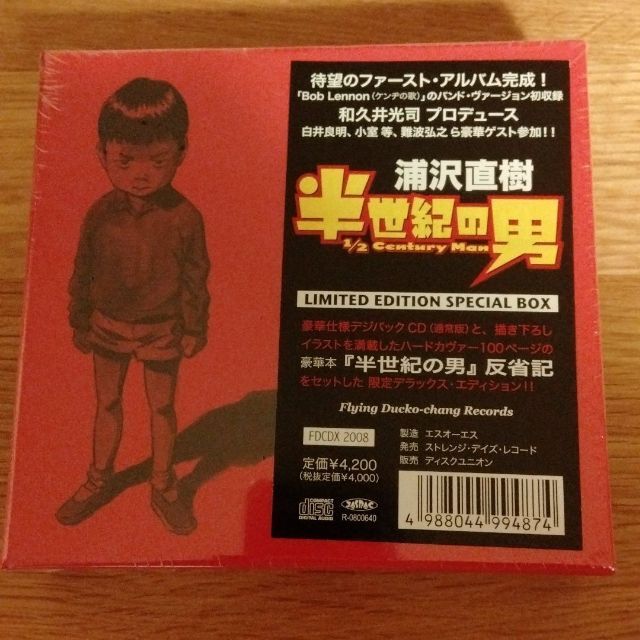 待望のファースト・アルバム完成！
「Bob Lennon（ケンヂの歌）」のバンド・ヴァージョン初収録
和久井光司 プロデュース
白井良明、小室 等、難波弘之 ら豪華ゲスト参加！！
浦沢直樹
半世紀の男
1/2 Century Man
LIMITED EDITION SPECIAL BOX
豪華仕様デジパック CD（通常版）と、描き下ろし
イラストを満載したハードカヴァー100ページの
豪華本『半世紀の男』反省記
をセットした 限定デラックス・エディション！！
Flying Ducko-chang Records
FDCDX 2008
製造 エスオーエス
発売 ストレンジ・デイズ・レコード
販売 ディスクユニオン
定価¥4,200
（税抜定価¥4,000）
COMPACT
disc
DIGITAL AUDIO
R-0800640
4 988044 994874